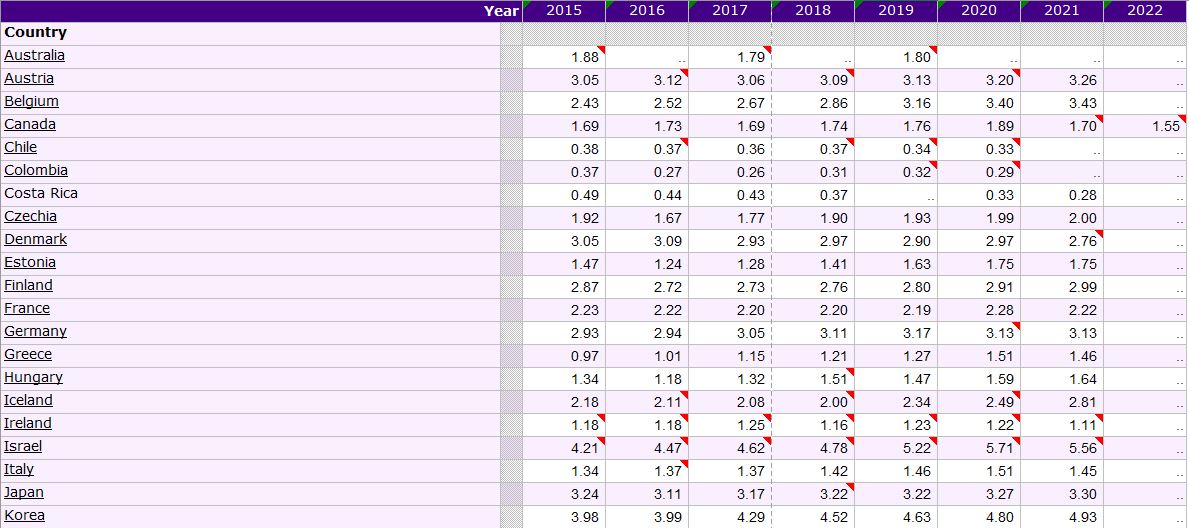 Year 2015 2016 2017 2018 2019 2020 2021 2022
Country
Australia 1.88 .. 1.79 .. 1.80 .. .. ..
Austria 3.05 3.12 3.06 3.09 3.13 3.20 3.26 ..
Belgium 2.43 2.52 2.67 2.86 3.16 3.40 3.43 ..
Canada 1.69 1.73 1.69 1.74 1.76 1.89 1.70 1.55
Chile 0.38 0.37 0.36 0.37 0.34 0.33 .. ..
Colombia 0.37 0.27 0.26 0.31 0.32 0.29 .. ..
Costa Rica 0.49 0.44 0.43 0.37 .. 0.33 0.28 ..
Czechia 1.92 1.67 1.77 1.90 1.93 1.99 2.00 ..
Denmark 3.05 3.09 2.93 2.97 2.90 2.97 2.76 ..
Estonia 1.47 1.24 1.28 1.41 1.63 1.75 1.75 ..
Finland 2.87 2.72 2.73 2.76 2.80 2.91 2.99 ..
France 2.23 2.22 2.20 2.20 2.19 2.28 2.22 ..
Germany 2.93 2.94 3.05 3.11 3.17 3.13 3.13 ..
Greece 0.97 1.01 1.15 1.21 1.27 1.51 1.46 ..
Hungary 1.34 1.18 1.32 1.51 1.47 1.59 1.64 ..
Iceland 2.18 2.11 2.08 2.00 2.34 2.49 2.81 ..
Ireland 1.18 1.18 1.25 1.16 1.23 1.22 1.11 ..
Israel 4.21 4.47 4.62 4.78 5.22 5.71 5.56 ..
Italy 1.34 1.37 1.37 1.42 1.46 1.51 1.45 ..
Japan 3.24 3.11 3.17 3.22 3.22 3.27 3.30 ..
Korea 3.98 3.99 4.29 4.52 4.63 4.80 4.93 ..